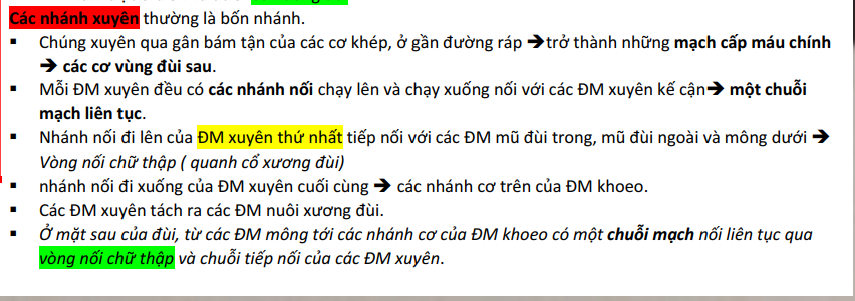 Các nhánh xuyên thường là bốn nhánh.
▪ Chúng xuyên qua gân bám tận của các cơ khép, ở gần đường ráp ➔trở thành những mạch cấp máu chính
➔ các cơ vùng đùi sau.
▪ Mỗi ĐM xuyên đều có các nhánh nối chạy lên và chạy xuống nối với các ĐM xuyên kế cận➔ một chuỗi
mạch liên tục.
▪ Nhánh nối đi lên của ĐM xuyên thứ nhất tiếp nối với các ĐM mũ đùi trong, mũ đùi ngoài và mông dưới ➔
Vòng nối chữ thập ( quanh cổ xương đùi)
▪ nhánh nối đi xuống của ĐM xuyên cuối cùng ➔ các nhánh cơ trên của ĐM khoeo.
▪ Các ĐM xuyên tách ra các ĐM nuôi xương đùi.
▪ Ở mặt sau của đùi, từ các ĐM mông tới các nhánh cơ của ĐM khoeo có một chuỗi mạch nối liên tục qua
vòng nối chữ thập và chuỗi tiếp nối của các ĐM xuyên.